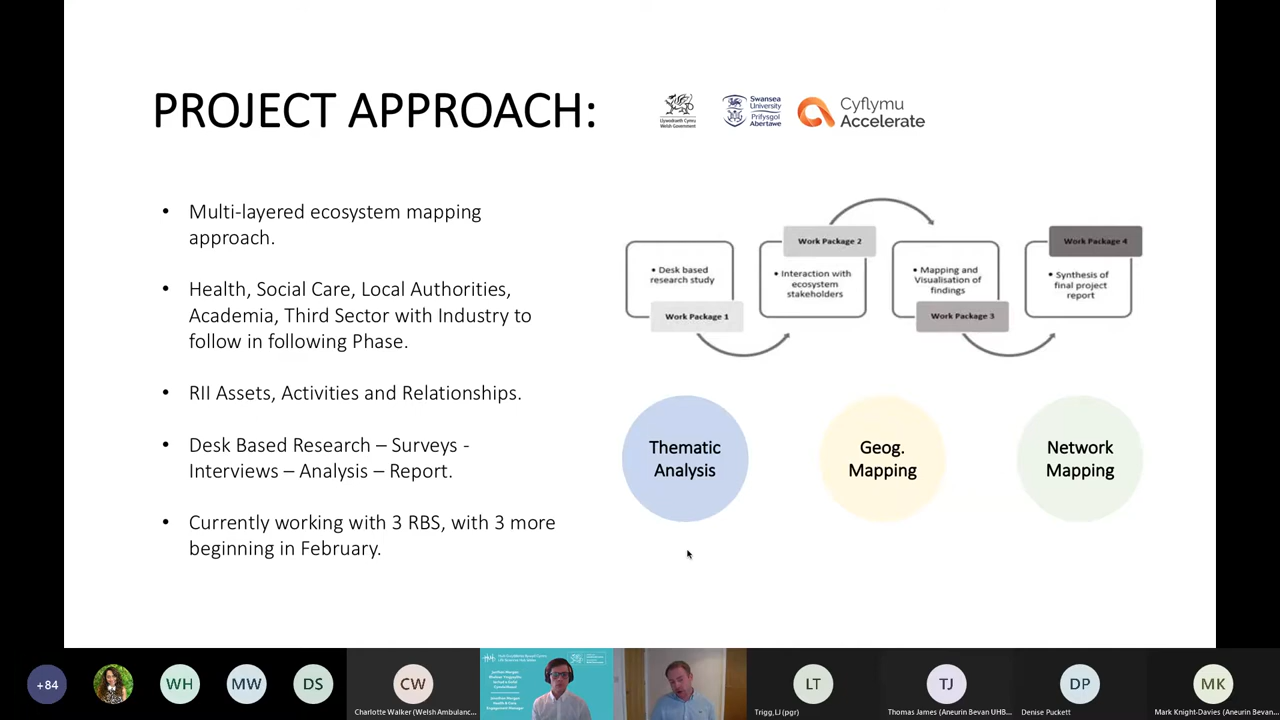 PROJECT APPROACH:
Llywodraeth Cymru
Welsh Government
Swansea
University
Prifysgol
Abertawe
Cyflymu
Accelerate
• Multi-layered ecosystem mapping
approach.
• Health, Social Care, Local Authorities,
Academia, Third Sector with Industry to
follow in following Phase.
• RII Assets, Activities and Relationships.
• Desk Based Research – Surveys -
Interviews – Analysis – Report.
• Currently working with 3 RBS, with 3 more
beginning in February.
• Desk based
research study
Work Package 1
Work Package 2
• Interaction with
ecosystem
stakeholders
• Mapping and
Visualisation of
findings
Work Package 3
Work Package 4
• Synthesis of
final project
report
Thematic
Analysis
Geog.
Mapping
Network
Mapping
+84
WH
MW
DS
CW
Charlotte Walker (Welsh Ambulanc...
LT
Trigg, LJ (pgr)
TJ
Thomas James (Aneurin Bevan UHB...
DP
Denise Puckett
MK
Mark Knight-Davies (Aneurin Bevan...